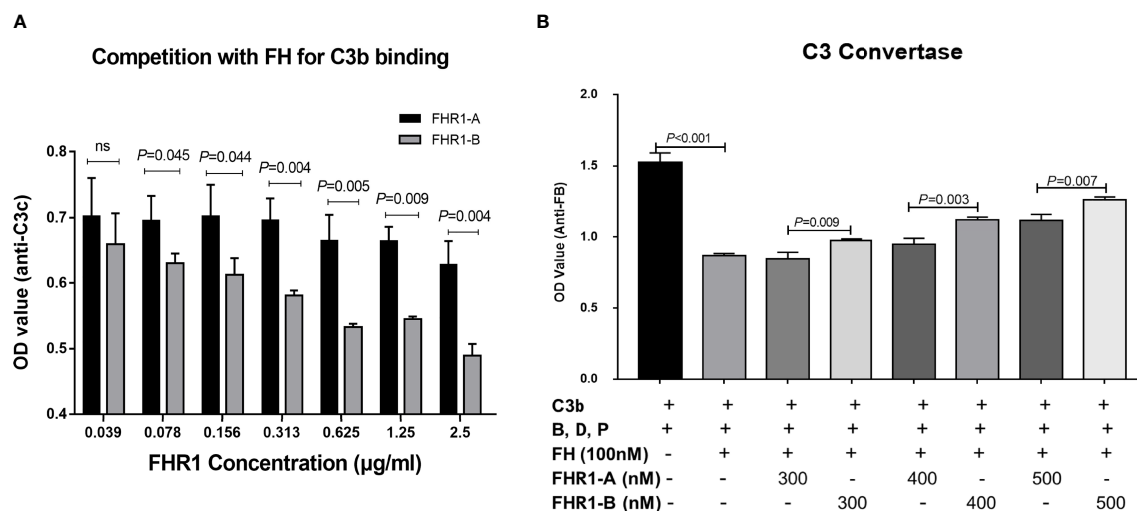 A
Competition with FH for C3b binding
FHR1-A
FHR1-B
OD value (anti-C3c)
0.8
0.7
0.6
0.5
0.4
ns
P=0.045
P=0.044
P=0.004
P=0.005
P=0.009
P=0.004
0.039 0.078 0.156 0.313 0.625 1.25 2.5
FHR1 Concentration (μg/ml)
B
C3 Convertase
OD Value (Anti-FB)
2.0
1.5
1.0
0.5
0.0
P<0.001
P=0.009
P=0.003
P=0.007
C3b + + + + + + + +
B, D, P + + + + + + + +
FH (100nM) - + + + + + + +
FHR1-A (nM) - - 300 - 400 - 500 -
FHR1-B (nM) - - - 300 - 400 - 500